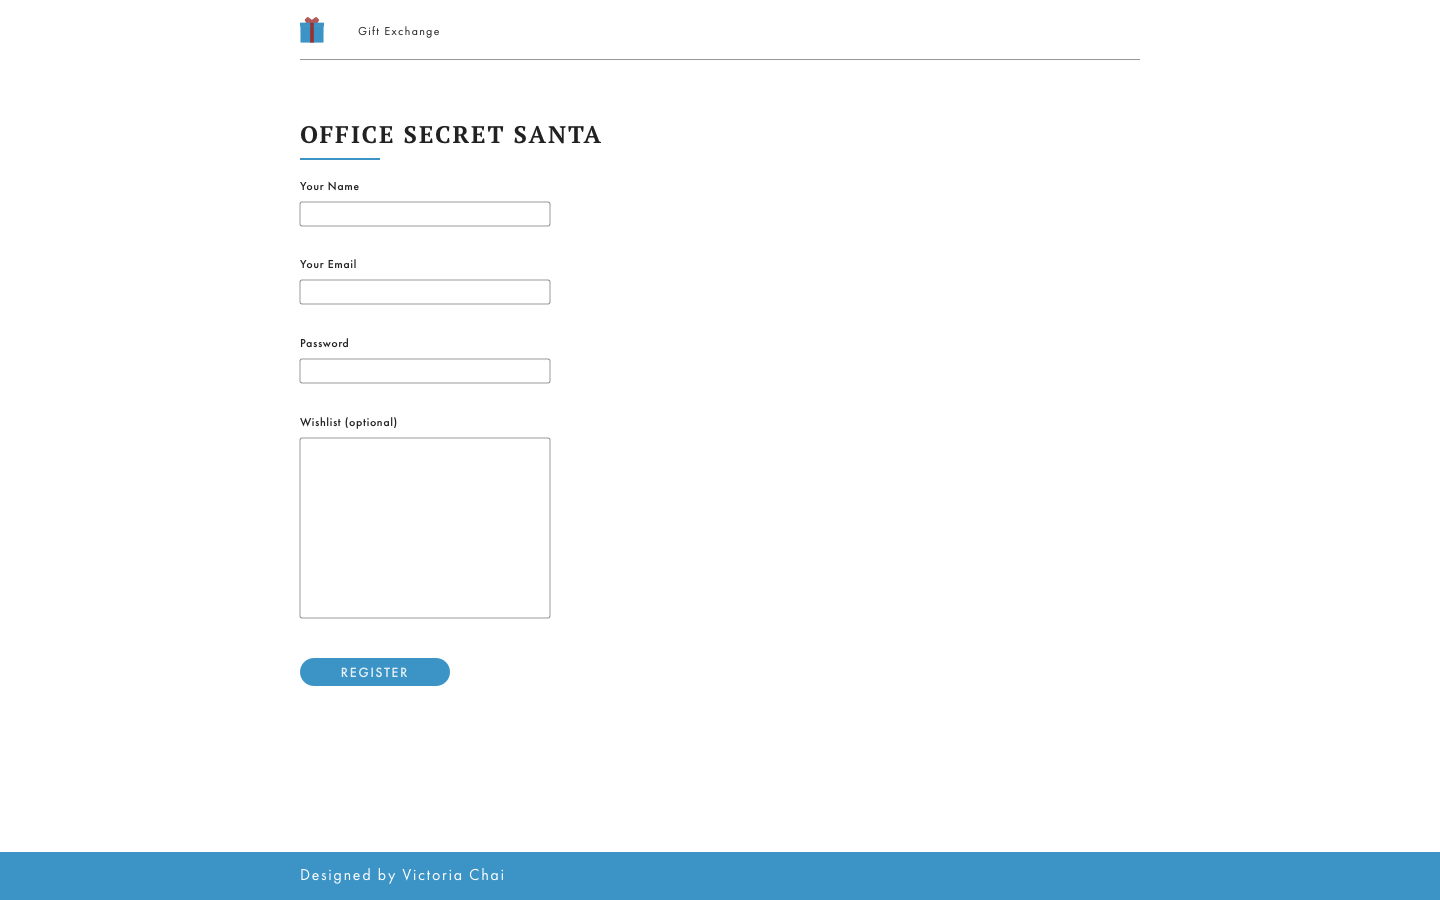 Gift Exchange
OFFICE SECRET SANTA
Your Name
Your Email
Password
Wishlist (optional)
REGISTER
Designed by Victoria Chai